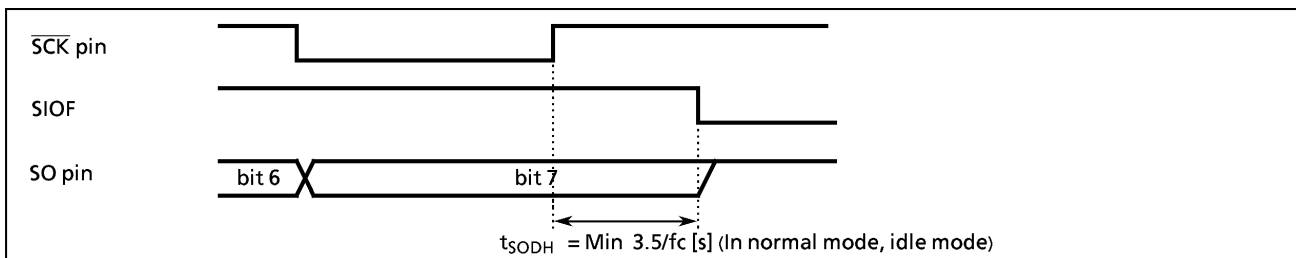 SCK pin
SIOF
SO pin
bit 6 bit 7
tSODH = Min 3.5/fc [s] (In normal mode, idle mode)